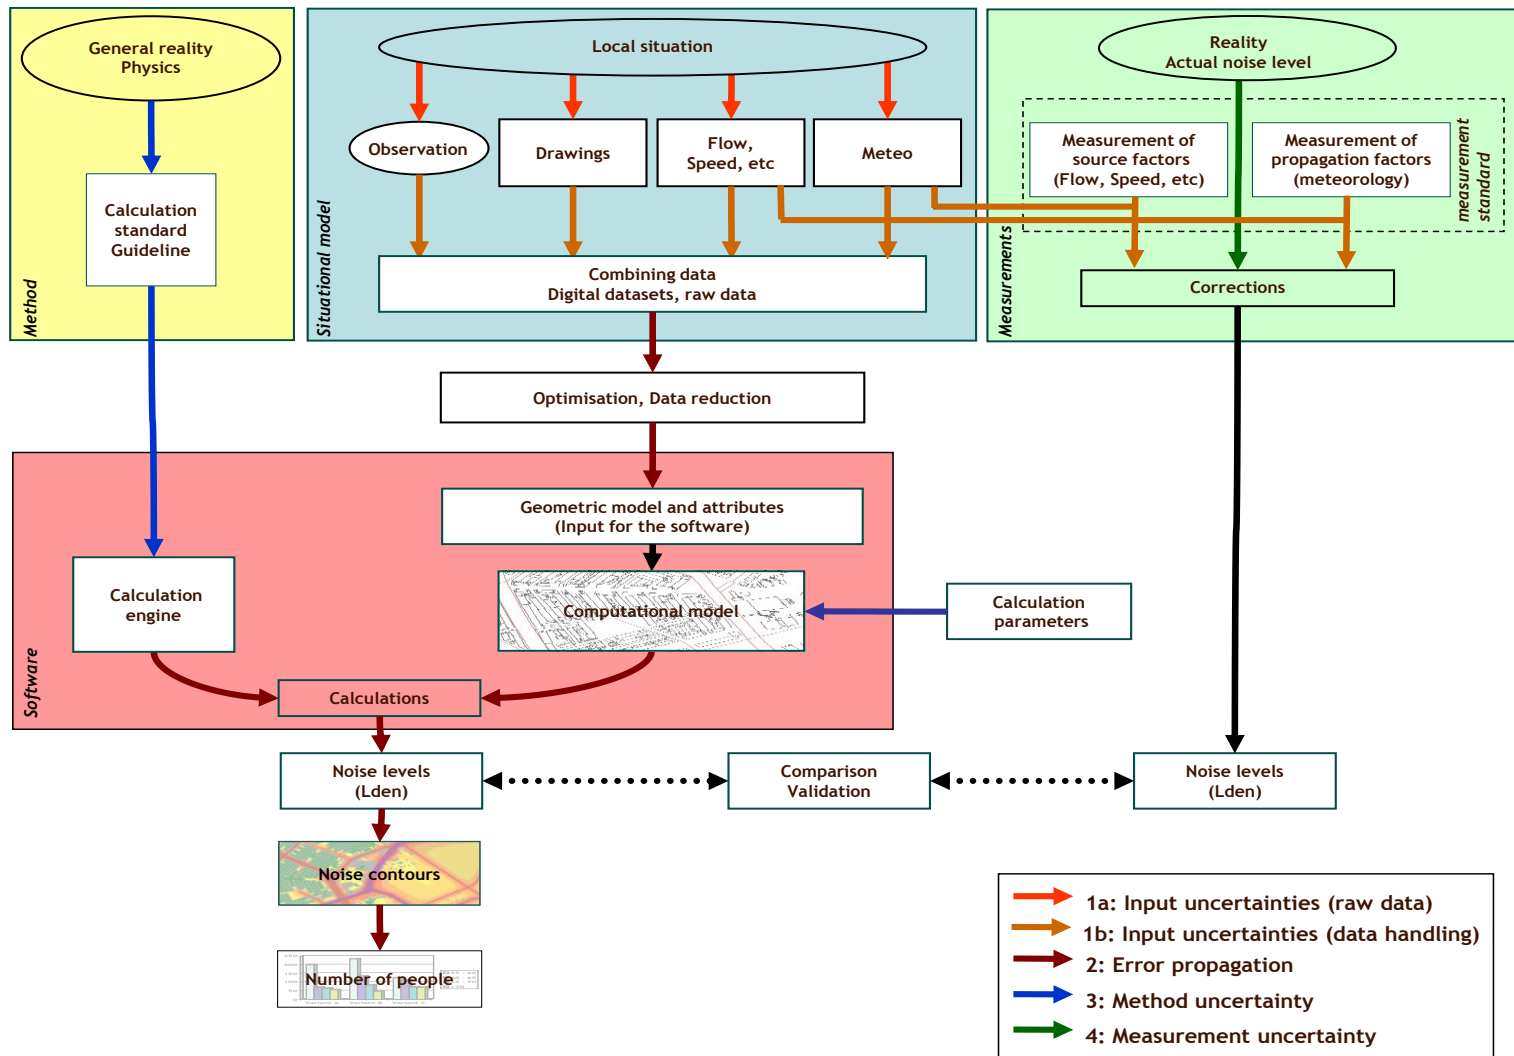 General reality
Physics
Calculation
standard
Guideline
Method
Local situation
Observation
Drawings
Flow,
Speed, etc
Meteo
Combining data
Digital datasets, raw data
Situational model
Reality
Actual noise level
Measurement of
source factors
(Flow, Speed, etc)
Measurement of
propagation factors
(meteorology)
measurement
standard
Corrections
Measurements
Optimisation, Data reduction
Geometric model and attributes
(Input for the software)
Calculation
engine
Computational model
Calculation
parameters
Calculations
Software
Noise levels
(Lden)
Comparison
Validation
Noise levels
(Lden)
Noise contours
Number of people
Variant A Variant B Variant C
1a: Input uncertainties (raw data)
1b: Input uncertainties (data handling)
2: Error propagation
3: Method uncertainty
4: Measurement uncertainty